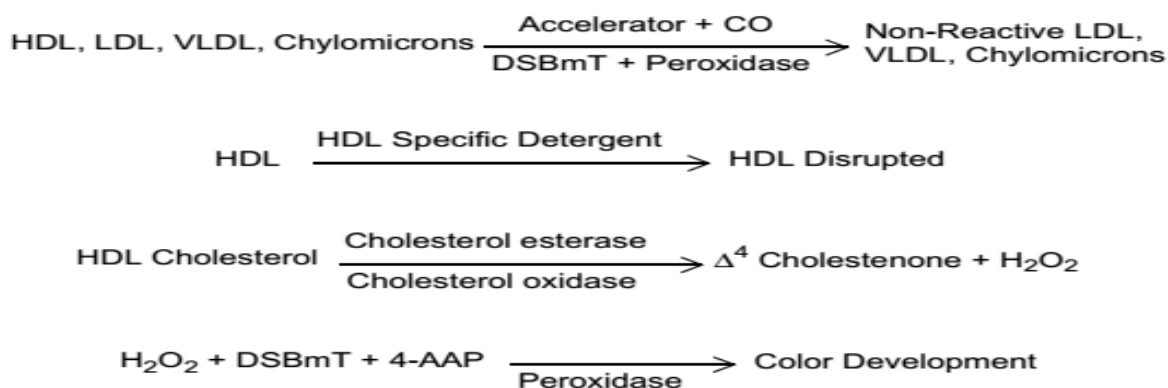 HDL, LDL, VLDL, Chylomicrons Accelerator + CO Non-Reactive LDL,
DSBmT + Peroxidase VLDL, Chylomicrons
HDL HDL Specific Detergent HDL Disrupted
HDL Cholesterol Cholesterol esterase Δ⁴ Cholestenone + H₂O₂
Cholesterol oxidase
H₂O₂ + DSBmT + 4-AAP Color Development
Peroxidase